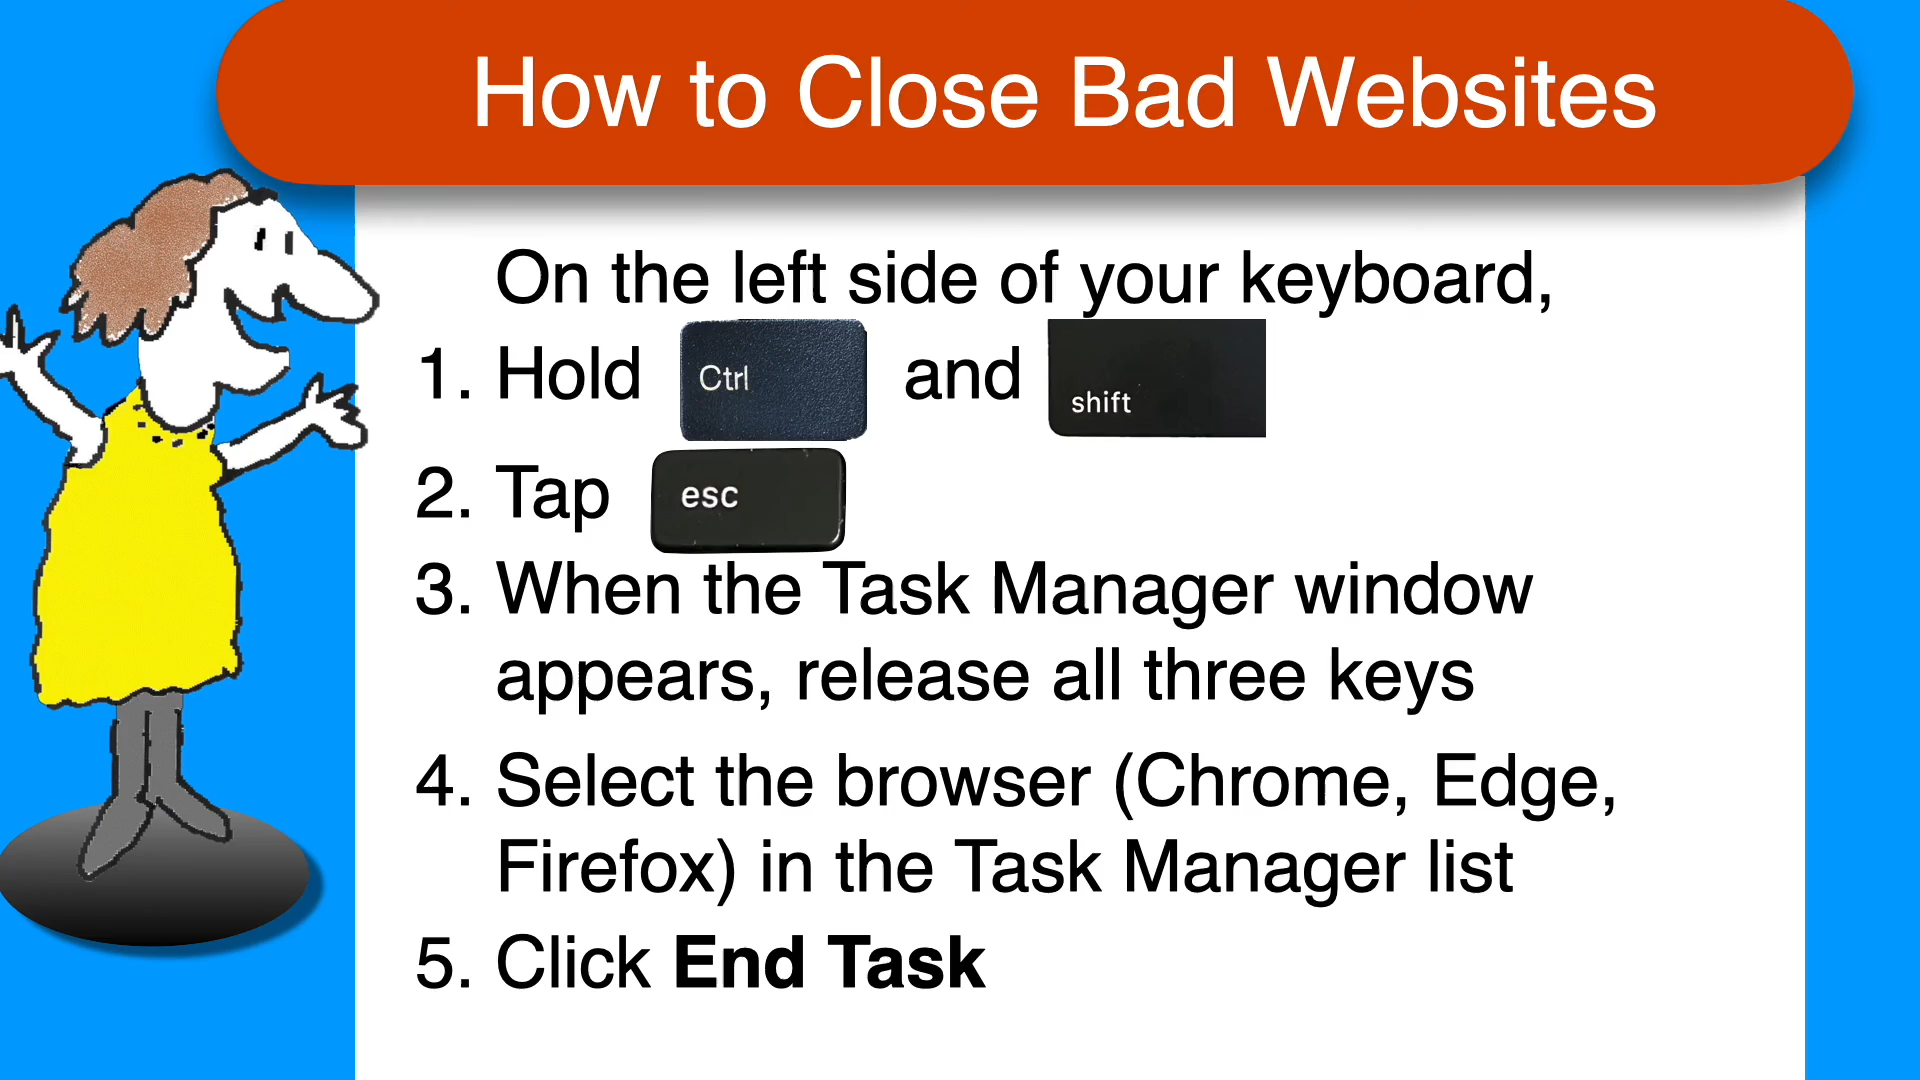 How to Close Bad Websites
On the left side of your keyboard,
1. Hold Ctrl and shift
2. Tap esc
3. When the Task Manager window
appears, release all three keys
4. Select the browser (Chrome, Edge,
Firefox) in the Task Manager list
5. Click End Task